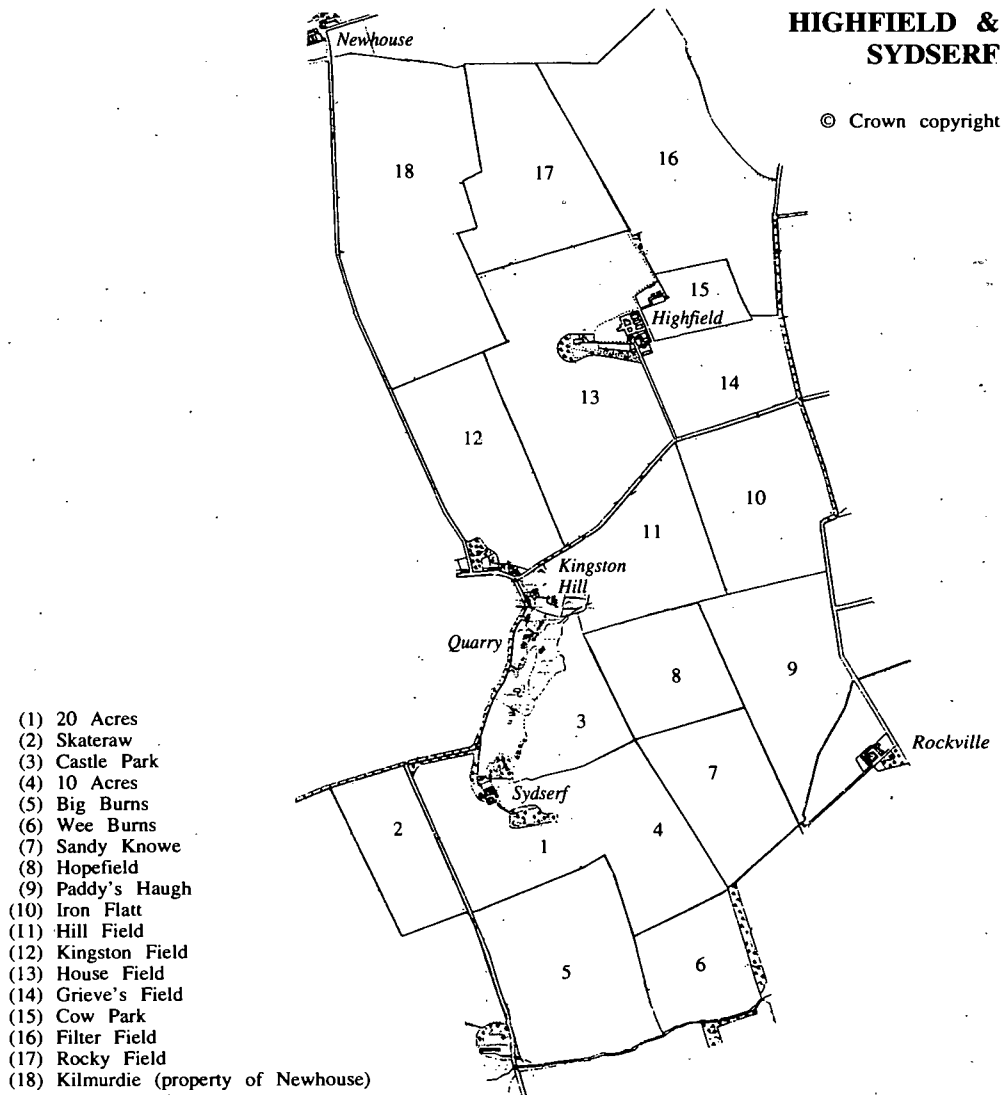 HIGHFIELD &
SYDSERF
© Crown copyright
Newhouse
18
17
16
15
Highfield
14
13
12
10
11
Kingston
Hill
Quarry
8
9
3
Rockville
7
Sydserf
2
1
4
5
6
(1) 20 Acres
(2) Skateraw
(3) Castle Park
(4) 10 Acres
(5) Big Burns
(6) Wee Burns
(7) Sandy Knowe
(8) Hopefield
(9) Paddy's Haugh
(10) Iron Flatt
(11) Hill Field
(12) Kingston Field
(13) House Field
(14) Grieve's Field
(15) Cow Park
(16) Filter Field
(17) Rocky Field
(18) Kilmurdie (property of Newhouse)